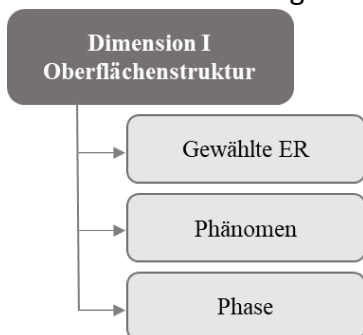 Dimension I
Oberflächenstruktur
Gewählte ER
Phänomen
Phase